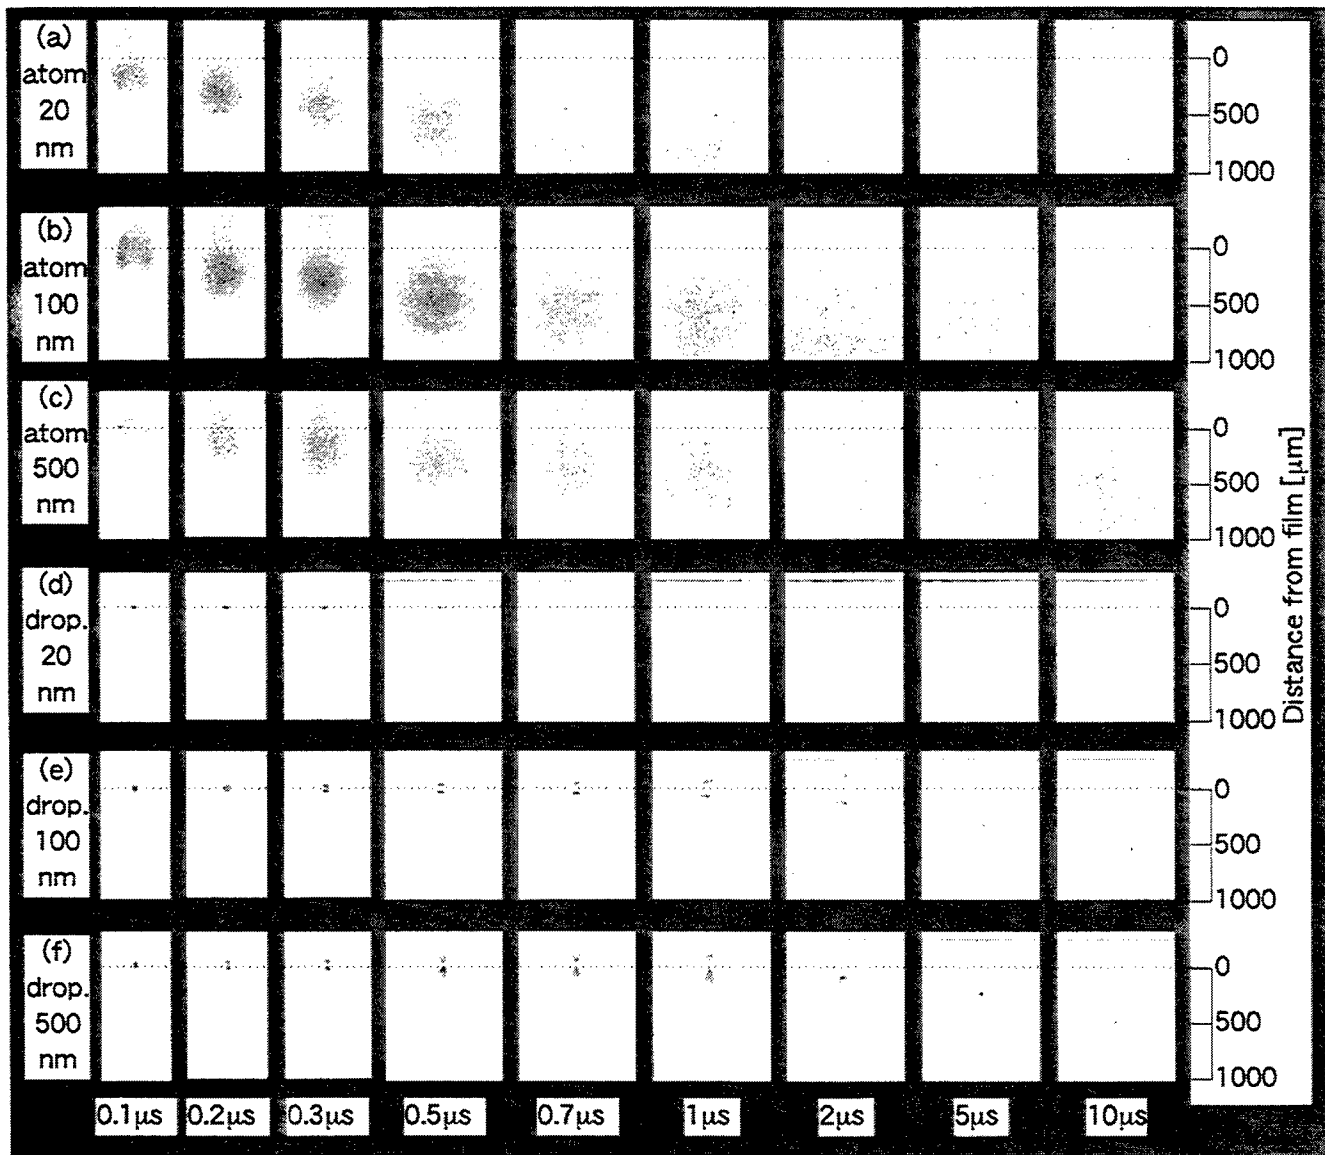 (a)
atom
20
nm
0
500
1000
(b)
atom
100
nm
0
500
1000
(c)
atom
500
nm
0
500
1000
(d)
drop.
20
nm
0
500
1000
(e)
drop.
100
nm
0
500
1000
(f)
drop.
500
nm
0
500
1000
Distance from film [μm]
0.1μs 0.2μs 0.3μs 0.5μs 0.7μs 1μs 2μs 5μs 10μs